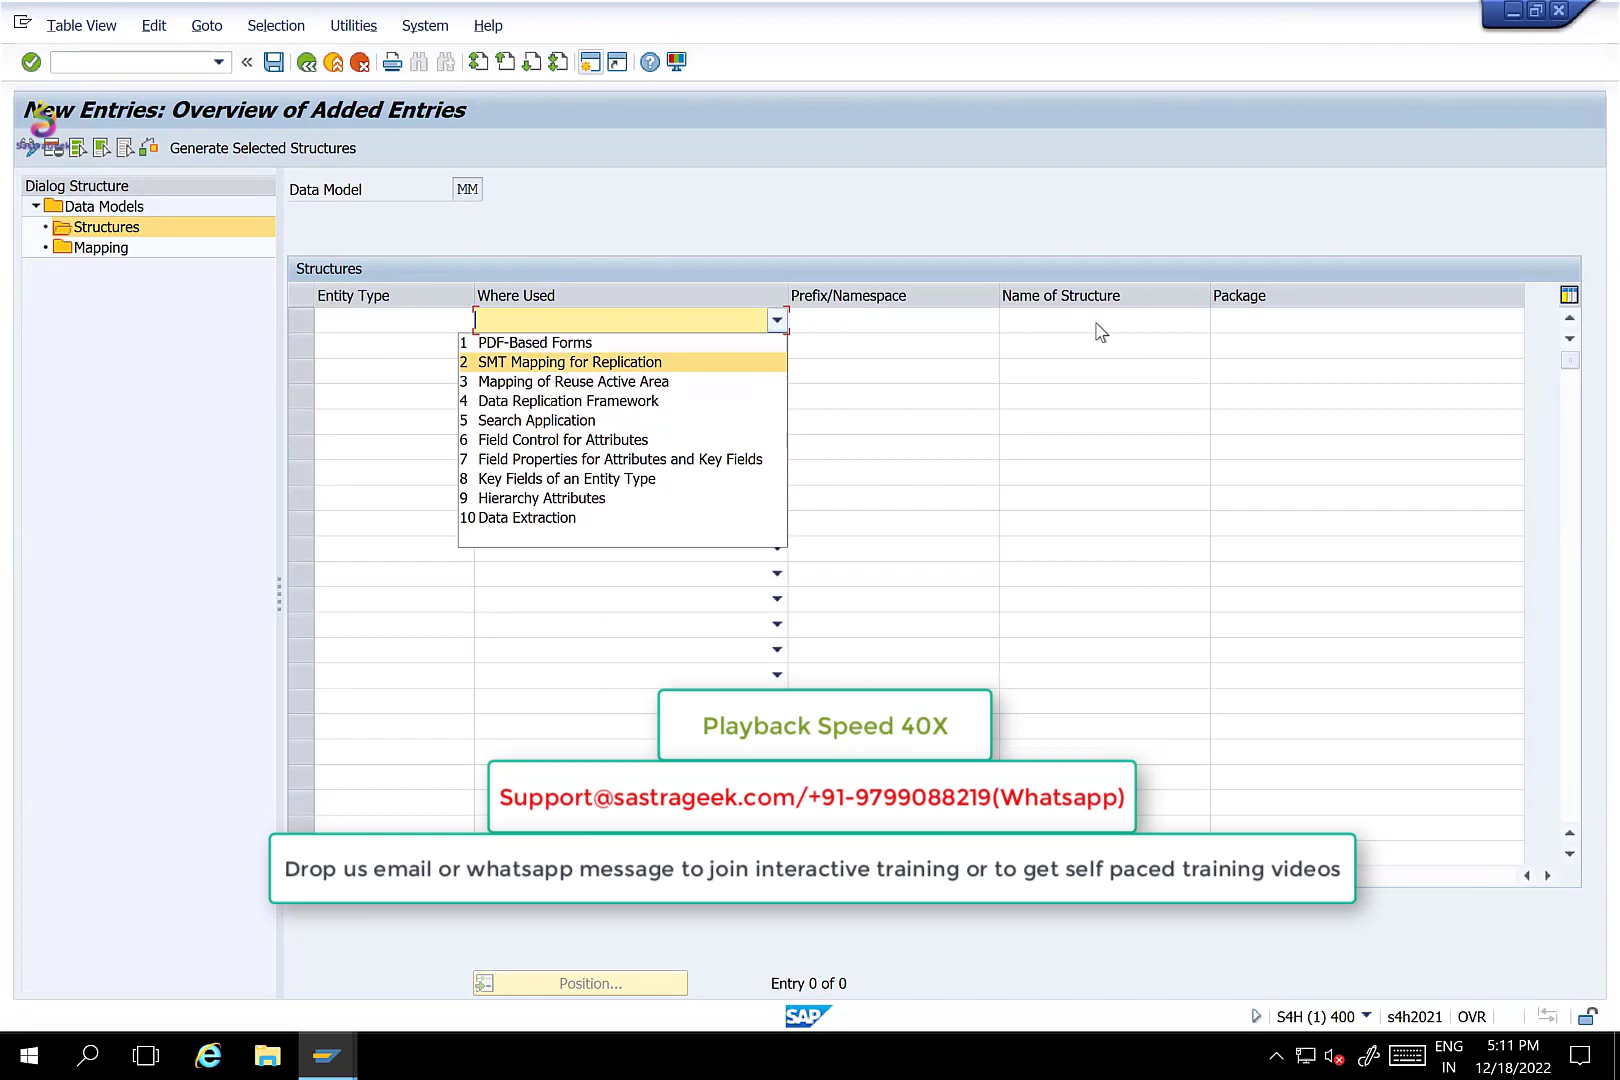 Table View Edit Goto Selection Utilities System Help
New Entries: Overview of Added Entries
Generate Selected Structures
Dialog Structure
Data Models
Structures
Mapping
Data Model MM
Structures
Entity Type Where Used Prefix/Namespace Name of Structure Package
1 PDF-Based Forms
2 SMT Mapping for Replication
3 Mapping of Reuse Active Area
4 Data Replication Framework
5 Search Application
6 Field Control for Attributes
7 Field Properties for Attributes and Key Fields
8 Key Fields of an Entity Type
9 Hierarchy Attributes
10 Data Extraction
Playback Speed 40X
Support@sastrageek.com/+91-9799088219(Whatsapp)
Drop us email or whatsapp message to join interactive training or to get self paced training videos
Position... Entry 0 of 0
SAP S4H (1) 400 s4h2021 OVR
ENG 5:11 PM
IN 12/18/2022